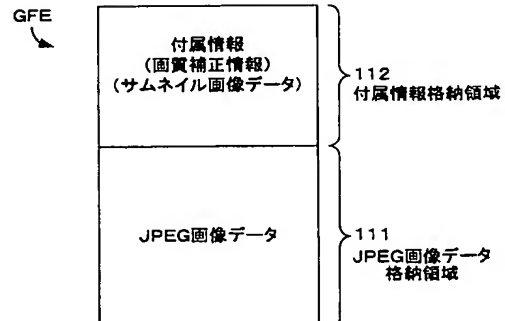 GFE
付属情報
(画質補正情報)
(サムネイル画像データ)
112
付属情報格納領域
JPEG画像データ
111
JPEG画像データ
格納領域